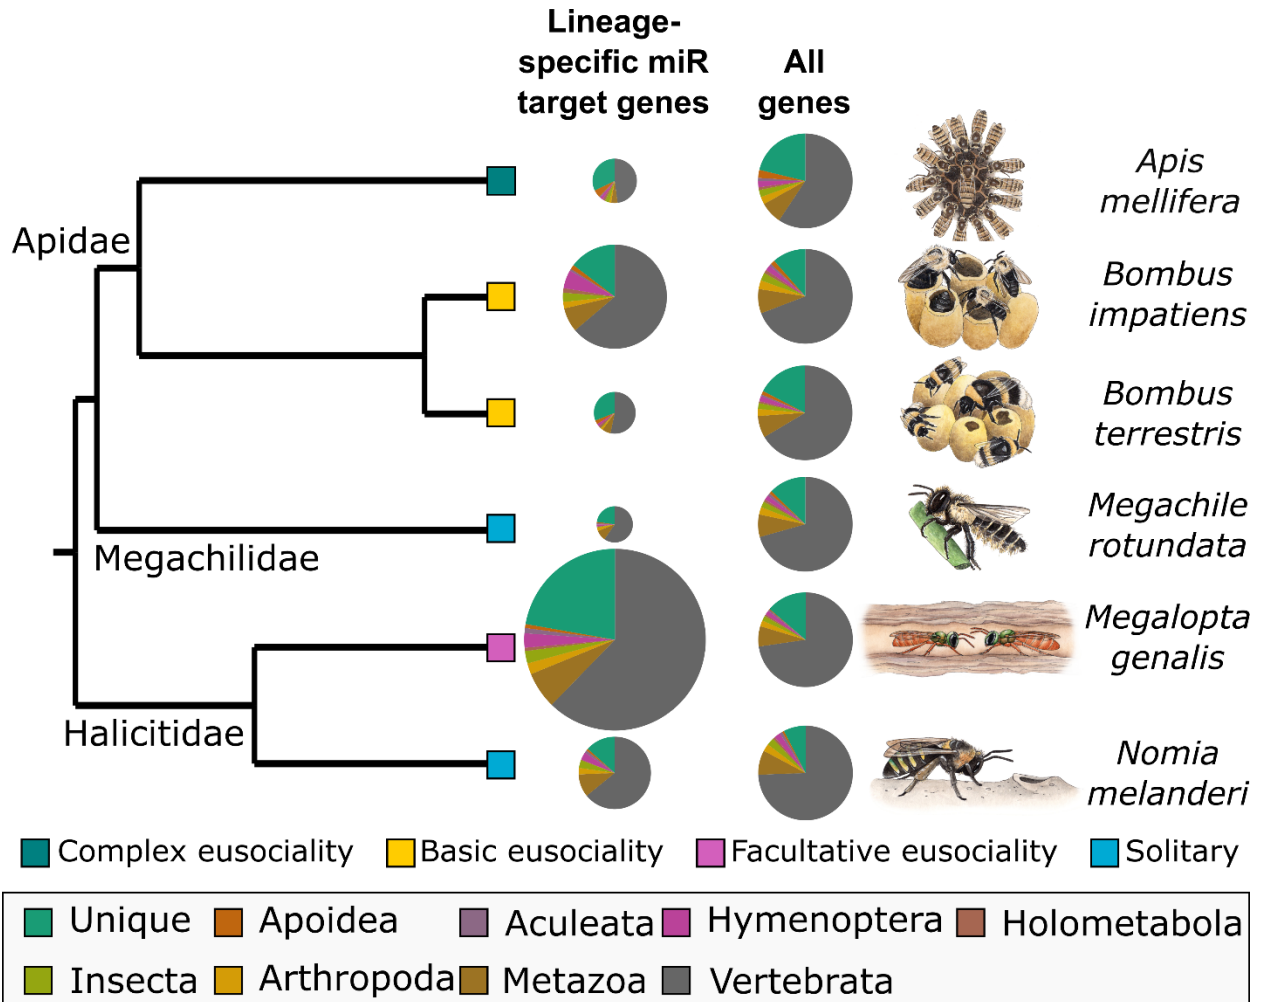 Lineage-
specific miR
target genes
All
genes
Apis
mellifera
Apidae
Bombus
impatiens
Bombus
terrestris
Megachile
rotundata
Megachilidae
Megalopta
genalis
Halicitidae
Nomia
melanderi
Complex eusociality Basic eusociality Facultative eusociality Solitary
Unique Apoidea Aculeata Hymenoptera Holometabola
Insecta Arthropoda Metazoa Vertebrata